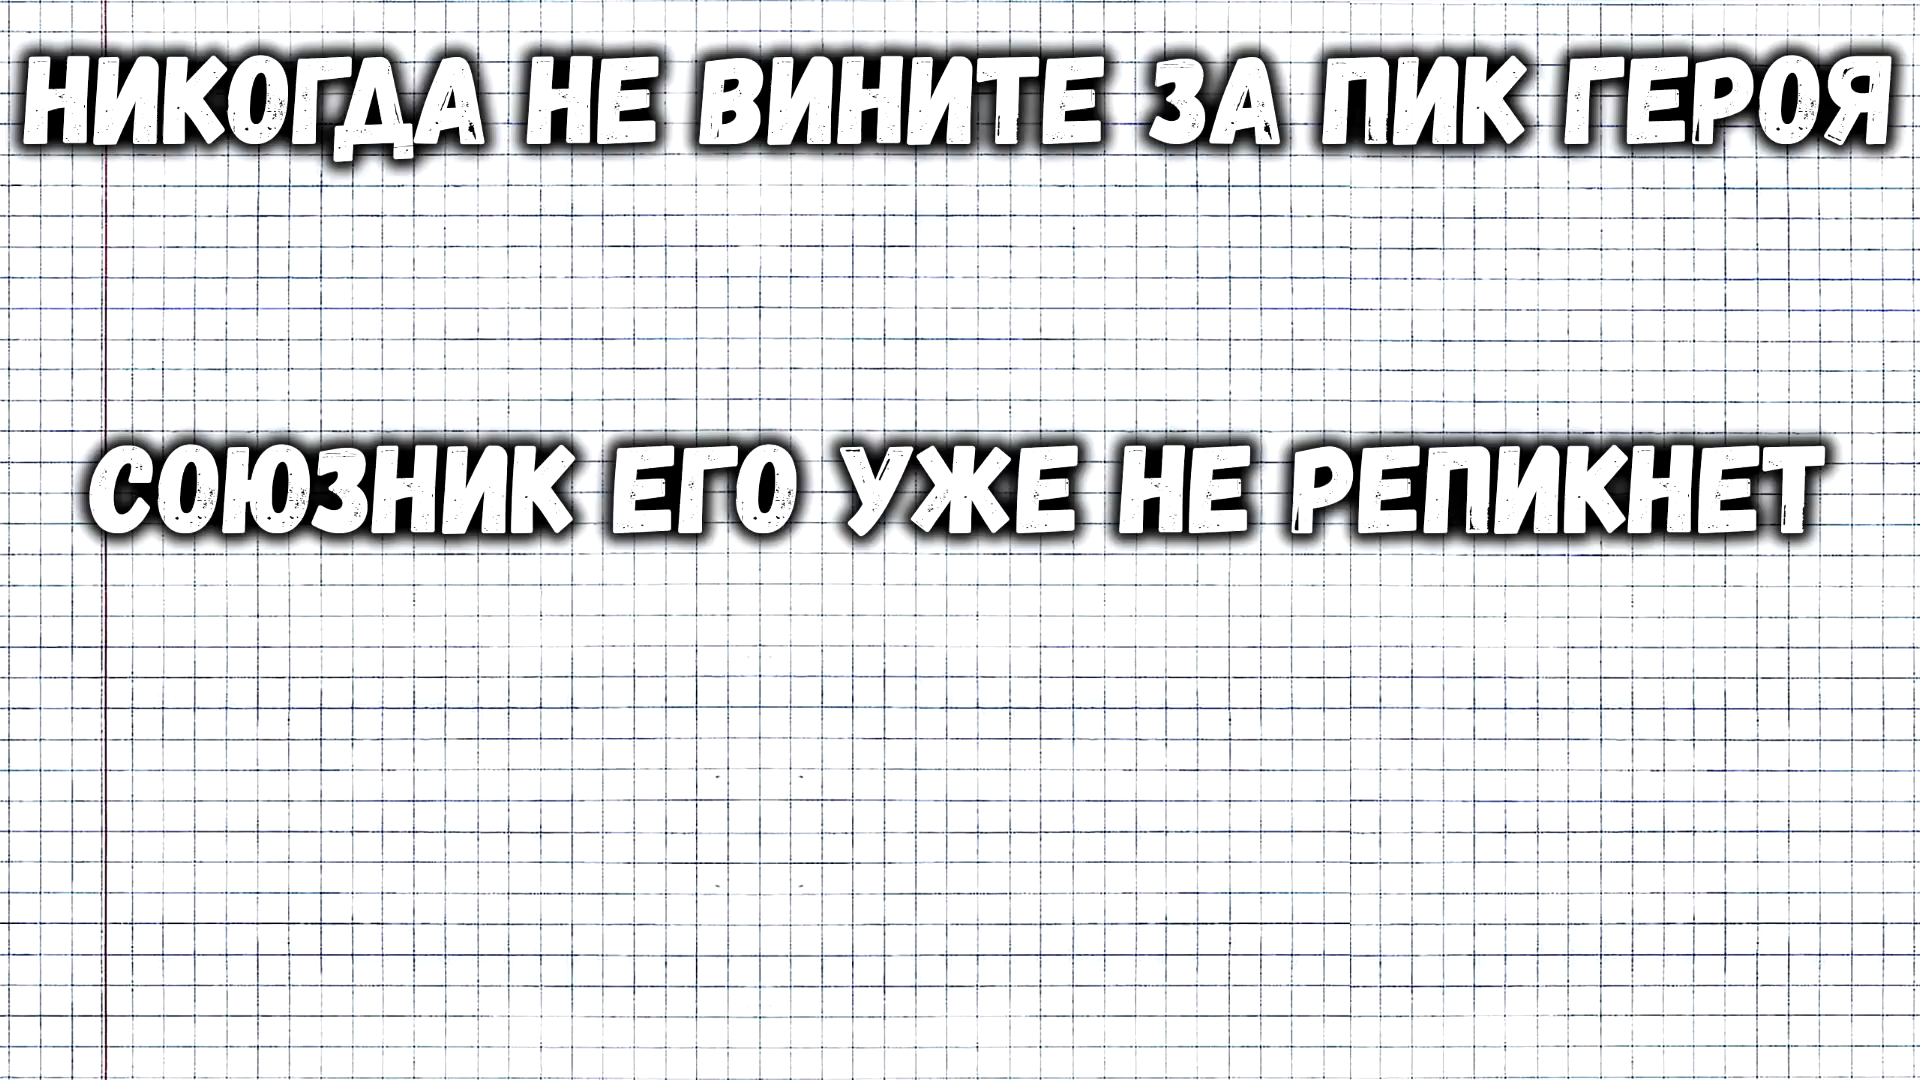 НИКОГДА НЕ ВИНИТЕ ЗА ПИК ГЕРОЯ
СОЮЗНИК ЕГО УЖЕ НЕ РЕПИКНЕТ